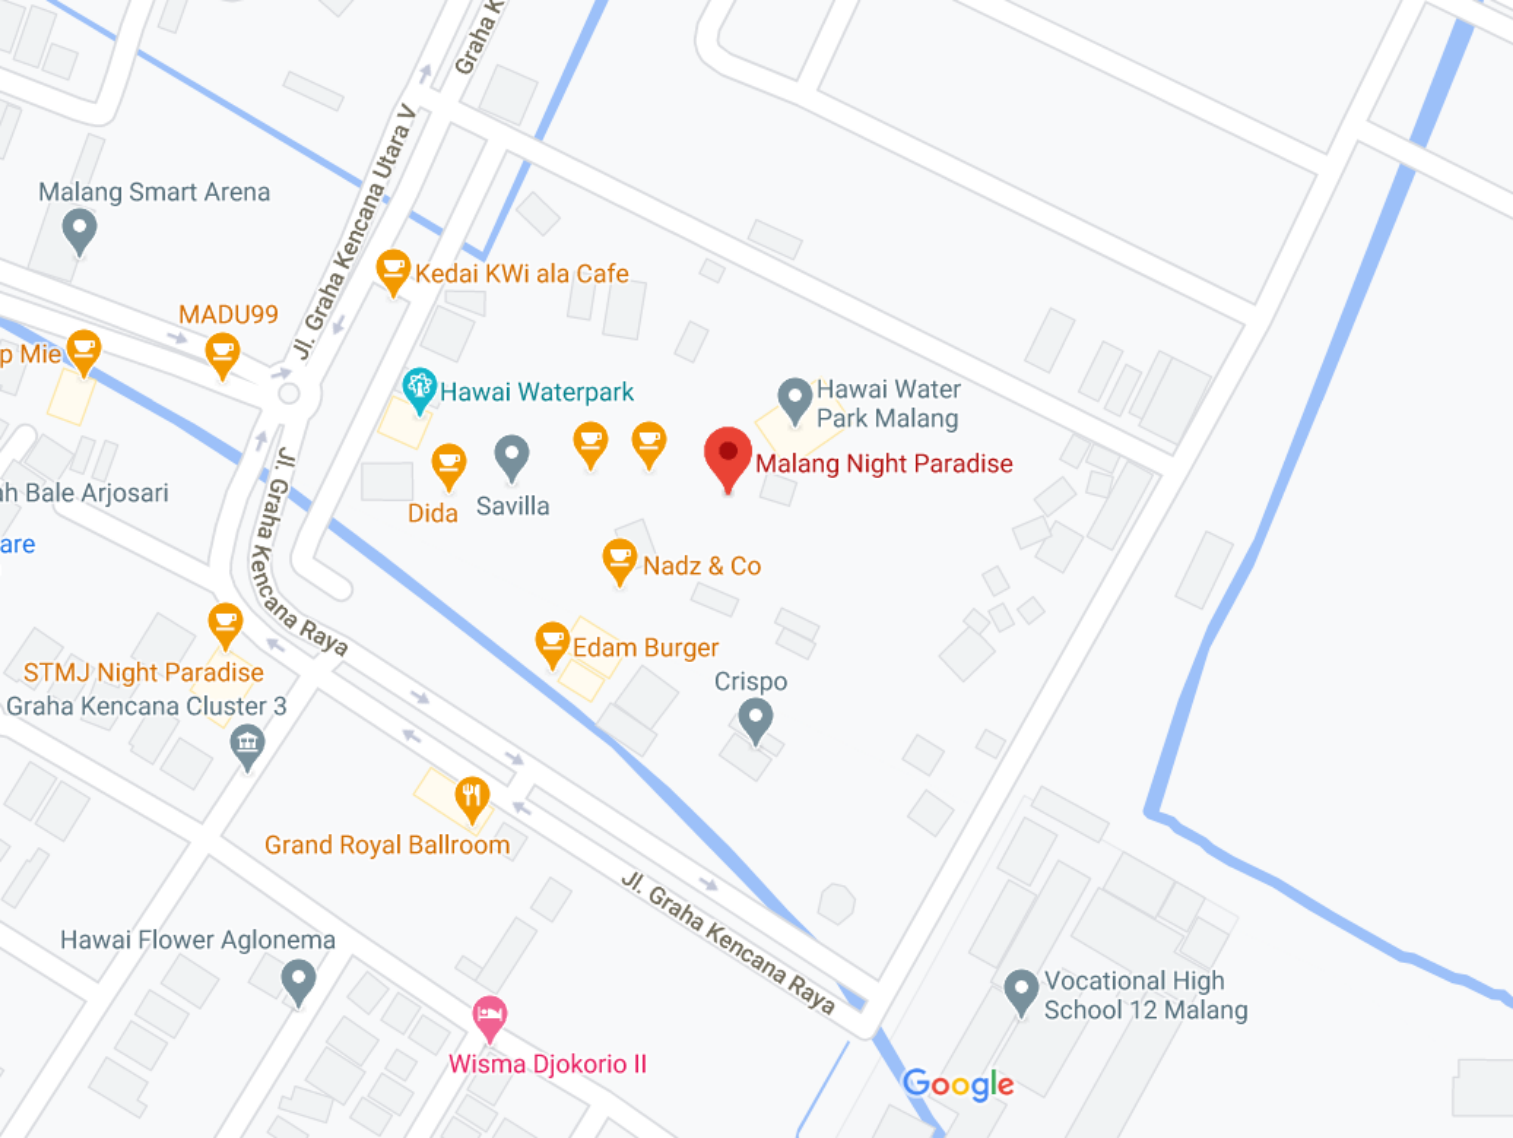 Graha K
Jl. Graha Kencana Utara V
Malang Smart Arena
Kedai KWi ala Cafe
MADU99
p Mie
Hawai Waterpark
Hawai Water
Park Malang
Malang Night Paradise
Dida
Savilla
ah Bale Arjosari
are
Jl. Graha Kencana Raya
Nadz & Co
Edam Burger
STMJ Night Paradise
Crispo
Graha Kencana Cluster 3
Grand Royal Ballroom
Jl. Graha Kencana Raya
Hawai Flower Aglonema
Vocational High
School 12 Malang
Wisma Djokorio II
Google